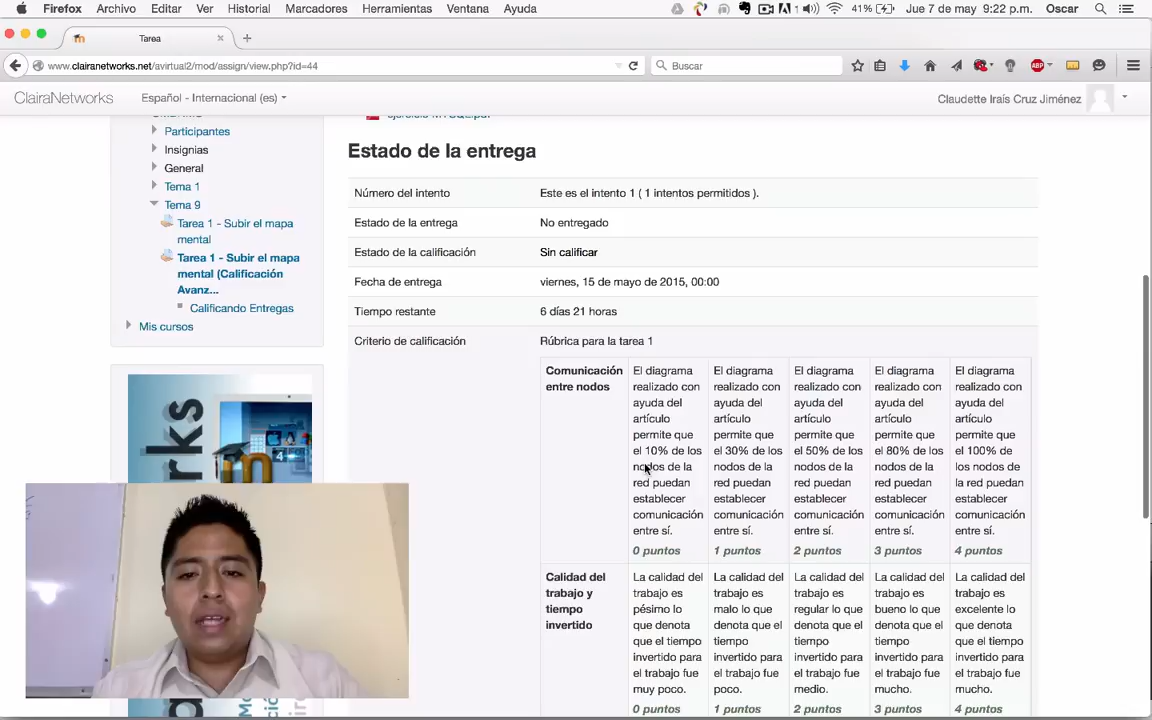 Firefox Archivo Editar Ver Historial Marcadores Herramientas Ventana Ayuda 41% Jue 7 de may 9:22 p.m. Oscar
Tarea
www.clairanetworks.net/avirtual2/mod/assign/view.php?id=44
Buscar
ABP
ClairaNetworks Español - Internacional (es) Claudette Iraís Cruz Jiménez
Participantes
Insignias
General
Tema 1
Tema 9
Tarea 1 - Subir el mapa
mental
Tarea 1 - Subir el mapa
mental (Calificación
Avanz...
Calificando Entregas
Mis cursos
Estado de la entrega
Número del intento Este es el intento 1 ( 1 intentos permitidos ).
Estado de la entrega No entregado
Estado de la calificación Sin calificar
Fecha de entrega viernes, 15 de mayo de 2015, 00:00
Tiempo restante 6 días 21 horas
Criterio de calificación Rúbrica para la tarea 1
Comunicación
entre nodos
El diagrama
realizado con
ayuda del
artículo
permite que
el 10% de los
nodos de la
red puedan
establecer
comunicación
entre sí.
0 puntos
El diagrama
realizado con
ayuda del
artículo
permite que
el 30% de los
nodos de la
red puedan
establecer
comunicación
entre sí.
1 puntos
El diagrama
realizado con
ayuda del
artículo
permite que
el 50% de los
nodos de la
red puedan
establecer
comunicación
entre sí.
2 puntos
El diagrama
realizado con
ayuda del
artículo
permite que
el 80% de los
nodos de la
red puedan
establecer
comunicación
entre sí.
3 puntos
El diagrama
realizado con
ayuda del
artículo
permite que
el 100% de
los nodos de
la red puedan
establecer
comunicación
entre sí.
4 puntos
Calidad del
trabajo y
tiempo
invertido
La calidad del
trabajo es
pésimo lo
que denota
que el tiempo
invertido para
el trabajo fue
muy poco.
0 puntos
La calidad del
trabajo es
malo lo que
denota que el
tiempo
invertido para
el trabajo fue
poco.
1 puntos
La calidad del
trabajo es
regular lo que
denota que el
tiempo
invertido para
el trabajo fue
medio.
2 puntos
La calidad del
trabajo es
bueno lo que
denota que el
tiempo
invertido para
el trabajo fue
mucho.
3 puntos
La calidad del
trabajo es
excelente lo
que denota
que el tiempo
invertido para
el trabajo fue
mucho.
4 puntos